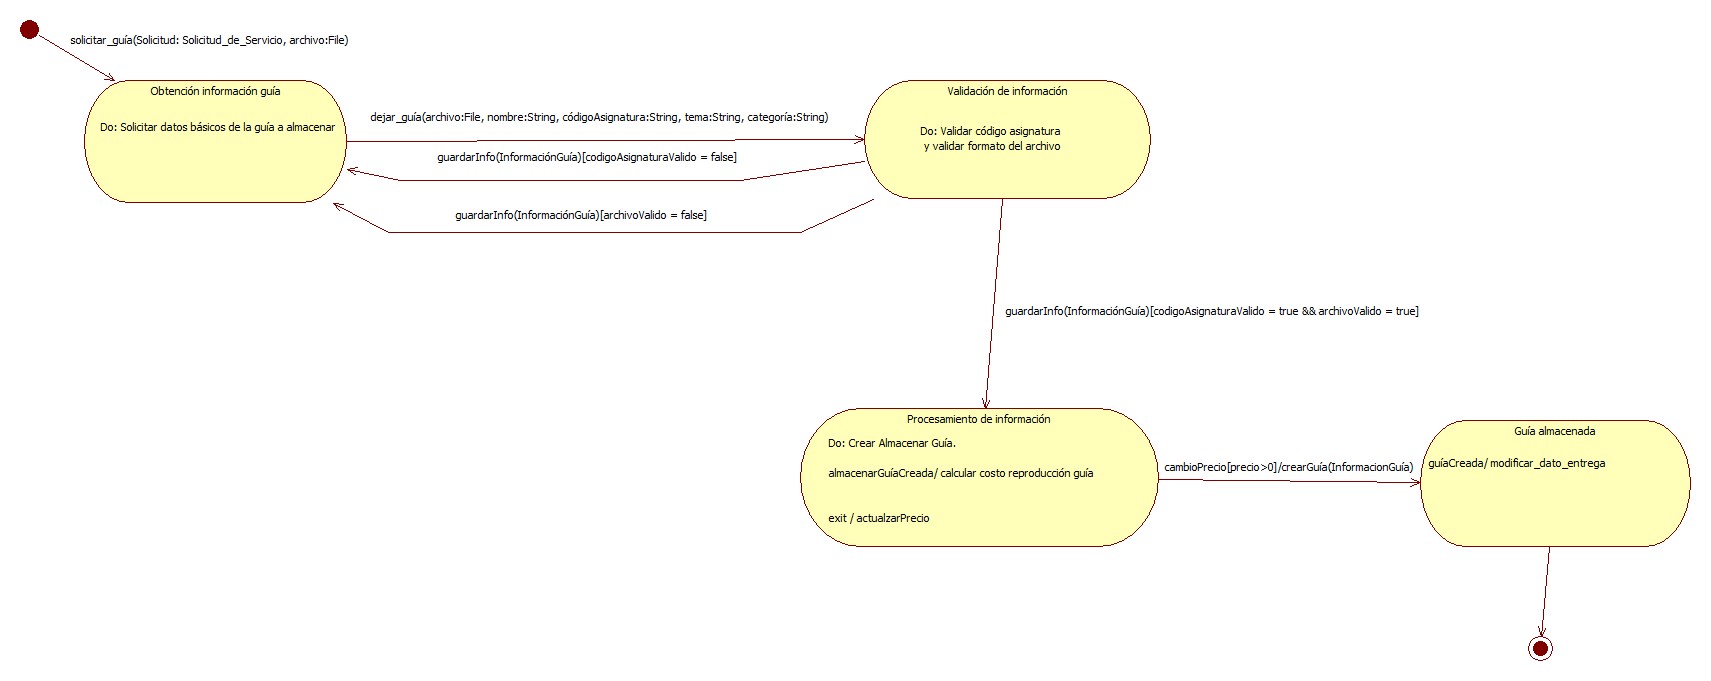 solicitar_guía(Solicitud: Solicitud_de_Servicio, archivo:File)
Obtención información guía
Do: Solicitar datos básicos de la guía a almacenar
dejar_guía(archivo:File, nombre:String, códigoAsignatura:String, tema:String, categoría:String)
guardarInfo(InformaciónGuía)[codigoAsignaturaValido = false]
guardarInfo(InformaciónGuía)[archivoValido = false]
Validación de información
Do: Validar código asignatura
y validar formato del archivo
guardarInfo(InformaciónGuía)[codigoAsignaturaValido = true && archivoValido = true]
Procesamiento de información
Do: Crear Almacenar Guía.
almacenarGuíaCreada/ calcular costo reproducción guía
exit / actualzarPrecio
cambioPrecio[precio>0]/crearGuía(InformacionGuía)
Guía almacenada
guíaCreada/ modificar_dato_entrega